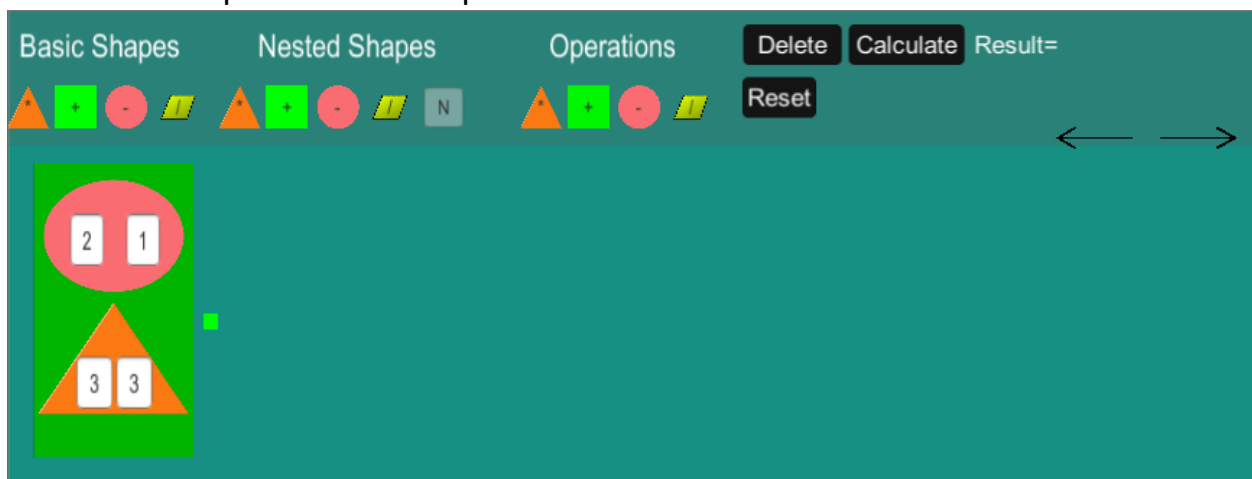 Basic Shapes
Nested Shapes
Operations
Delete
Calculate
Result=
* + - /
* + - / N
* + - /
Reset
2 1
3 3